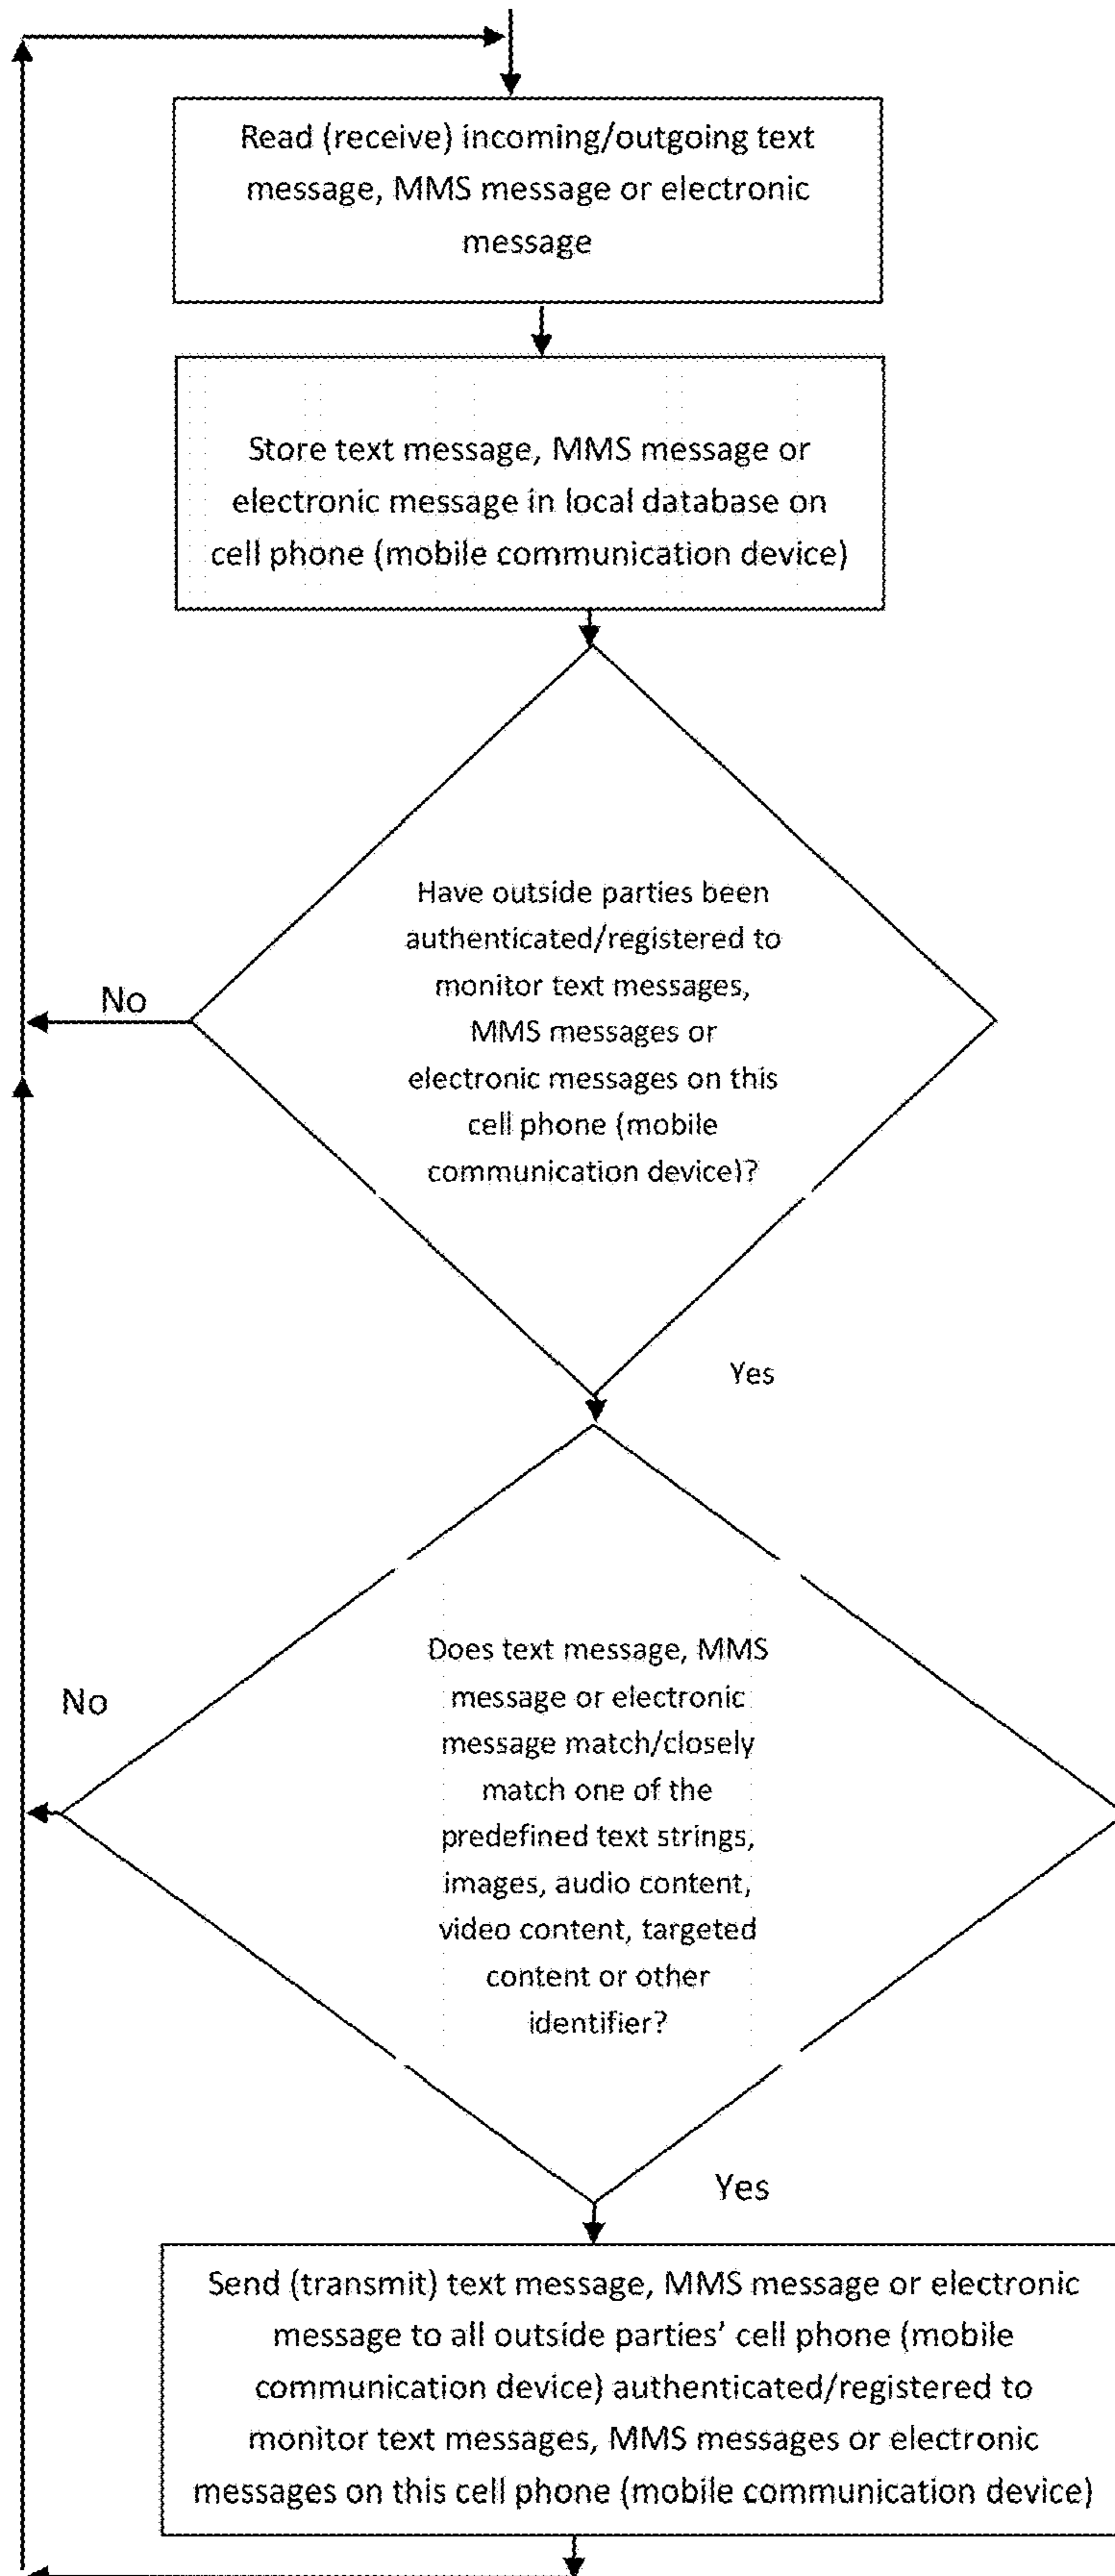 Read (receive) incoming/outgoing text
message, MMS message or electronic
message
Store text message, MMS message or
electronic message in local database on
cell phone (mobile communication device)
Have outside parties been
authenticated/registered to
monitor text messages,
MMS messages or
electronic messages on this
cell phone (mobile
communication device)?
No
Yes
Does text message, MMS
message or electronic
message match/closely
match one of the
predefined text strings,
images, audio content,
video content, targeted
content or other
identifier?
No
Yes
Send (transmit) text message, MMS message or electronic
message to all outside parties’ cell phone (mobile
communication device) authenticated/registered to
monitor text messages, MMS messages or electronic
messages on this cell phone (mobile communication device)